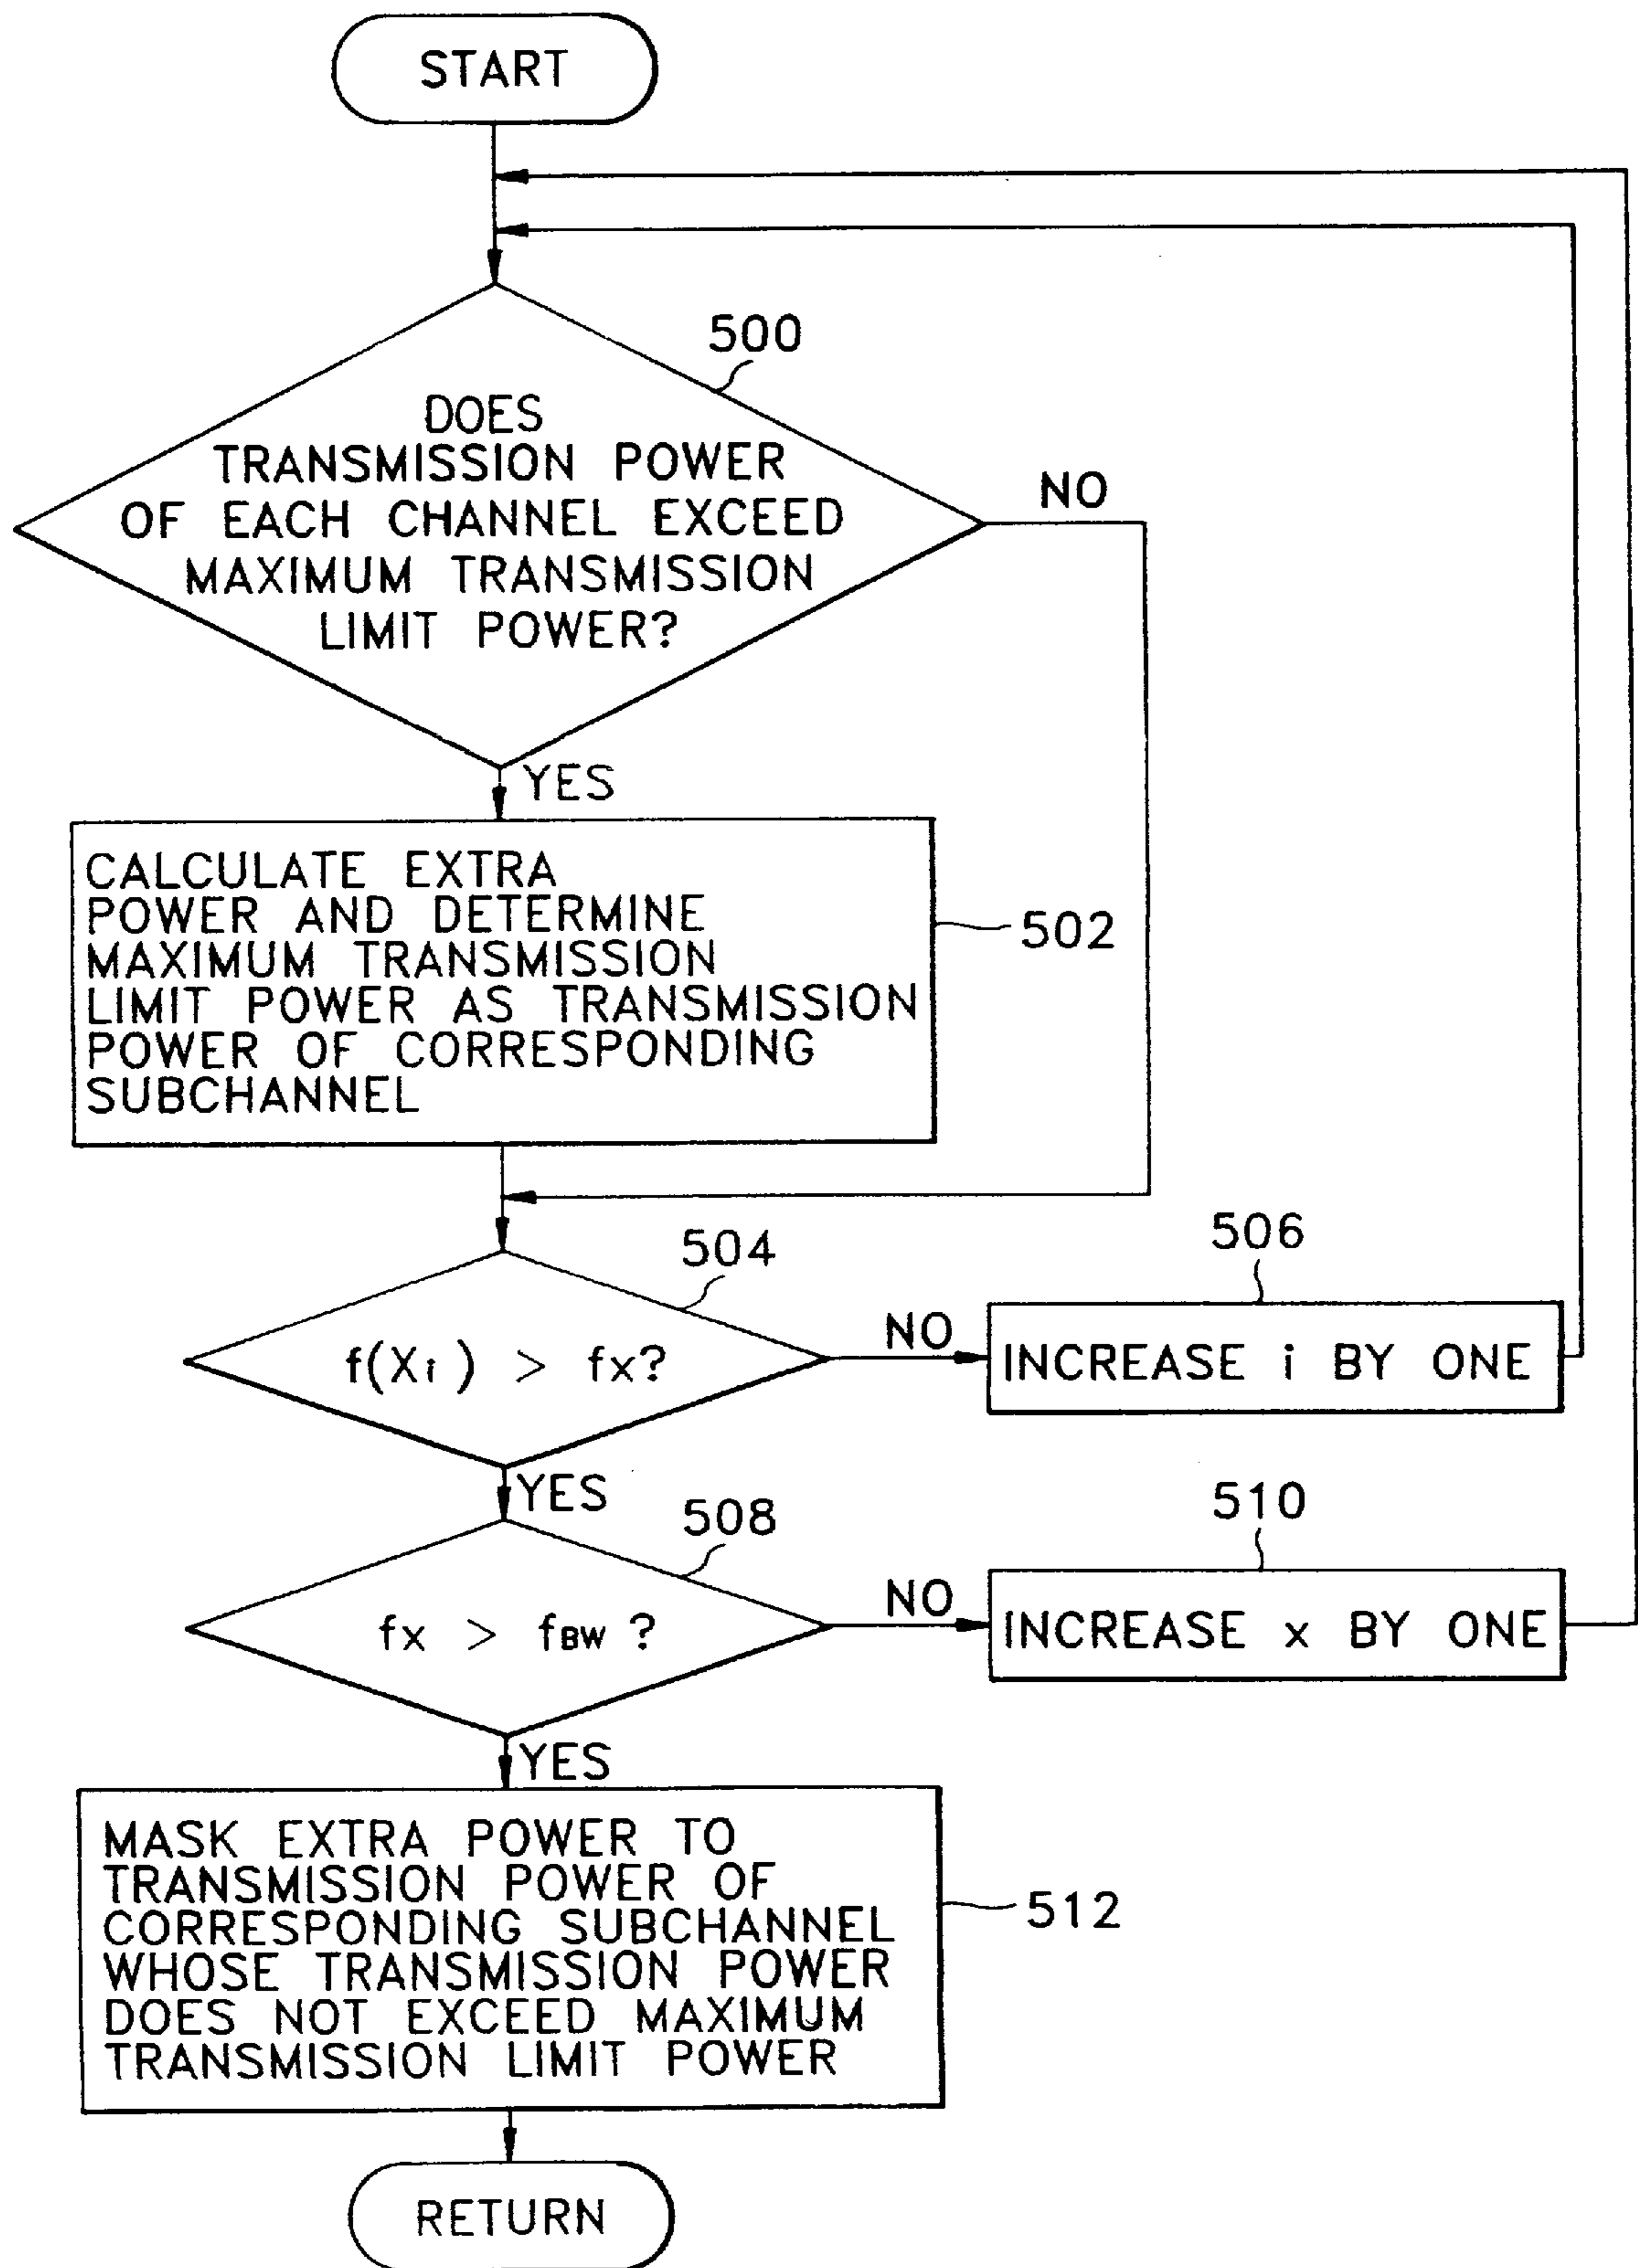 START
500
DOES
TRANSMISSION POWER
OF EACH CHANNEL EXCEED
MAXIMUM TRANSMISSION
LIMIT POWER?
NO
YES
CALCULATE EXTRA
POWER AND DETERMINE
MAXIMUM TRANSMISSION
LIMIT POWER AS TRANSMISSION
POWER OF CORRESPONDING
SUBCHANNEL
502
504
f(Xi) > fx?
NO
506
INCREASE i BY ONE
YES
508
fx > fBW ?
NO
510
INCREASE x BY ONE
YES
MASK EXTRA POWER TO
TRANSMISSION POWER OF
CORRESPONDING SUBCHANNEL
WHOSE TRANSMISSION POWER
DOES NOT EXCEED MAXIMUM
TRANSMISSION LIMIT POWER
512
RETURN